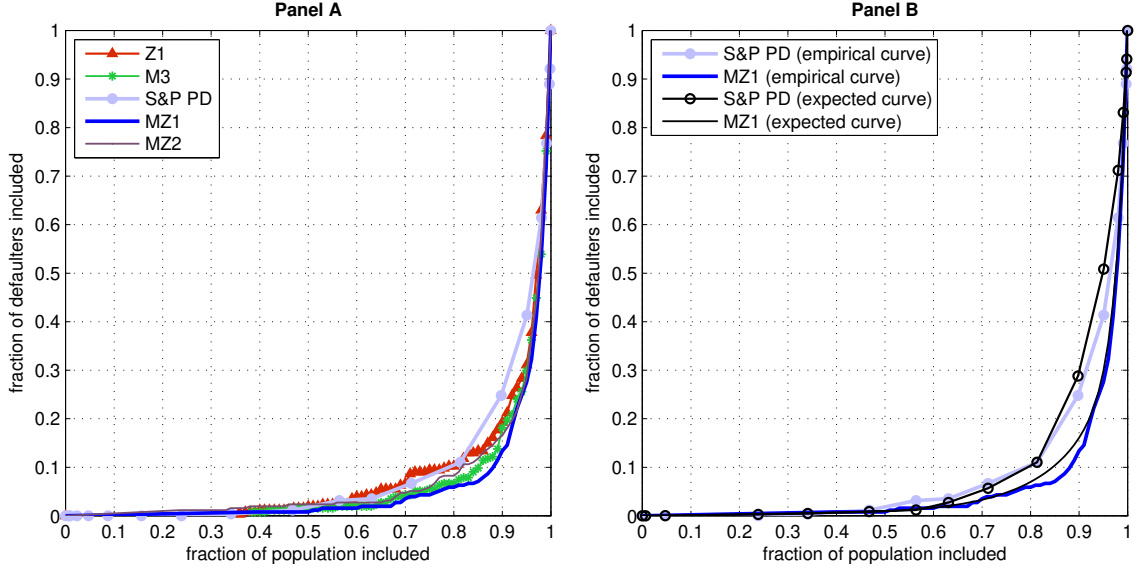 Panel A
1
0.9
0.8
0.7
0.6
0.5
0.4
0.3
0.2
0.1
0
fraction of defaulters included
Z1
M3
S&P PD
MZ1
MZ2
0 0.1 0.2 0.3 0.4 0.5 0.6 0.7 0.8 0.9 1
fraction of population included
Panel B
1
0.9
0.8
0.7
0.6
0.5
0.4
0.3
0.2
0.1
0
fraction of defaulters included
S&P PD (empirical curve)
MZ1 (empirical curve)
S&P PD (expected curve)
MZ1 (expected curve)
0 0.1 0.2 0.3 0.4 0.5 0.6 0.7 0.8 0.9 1
fraction of population included